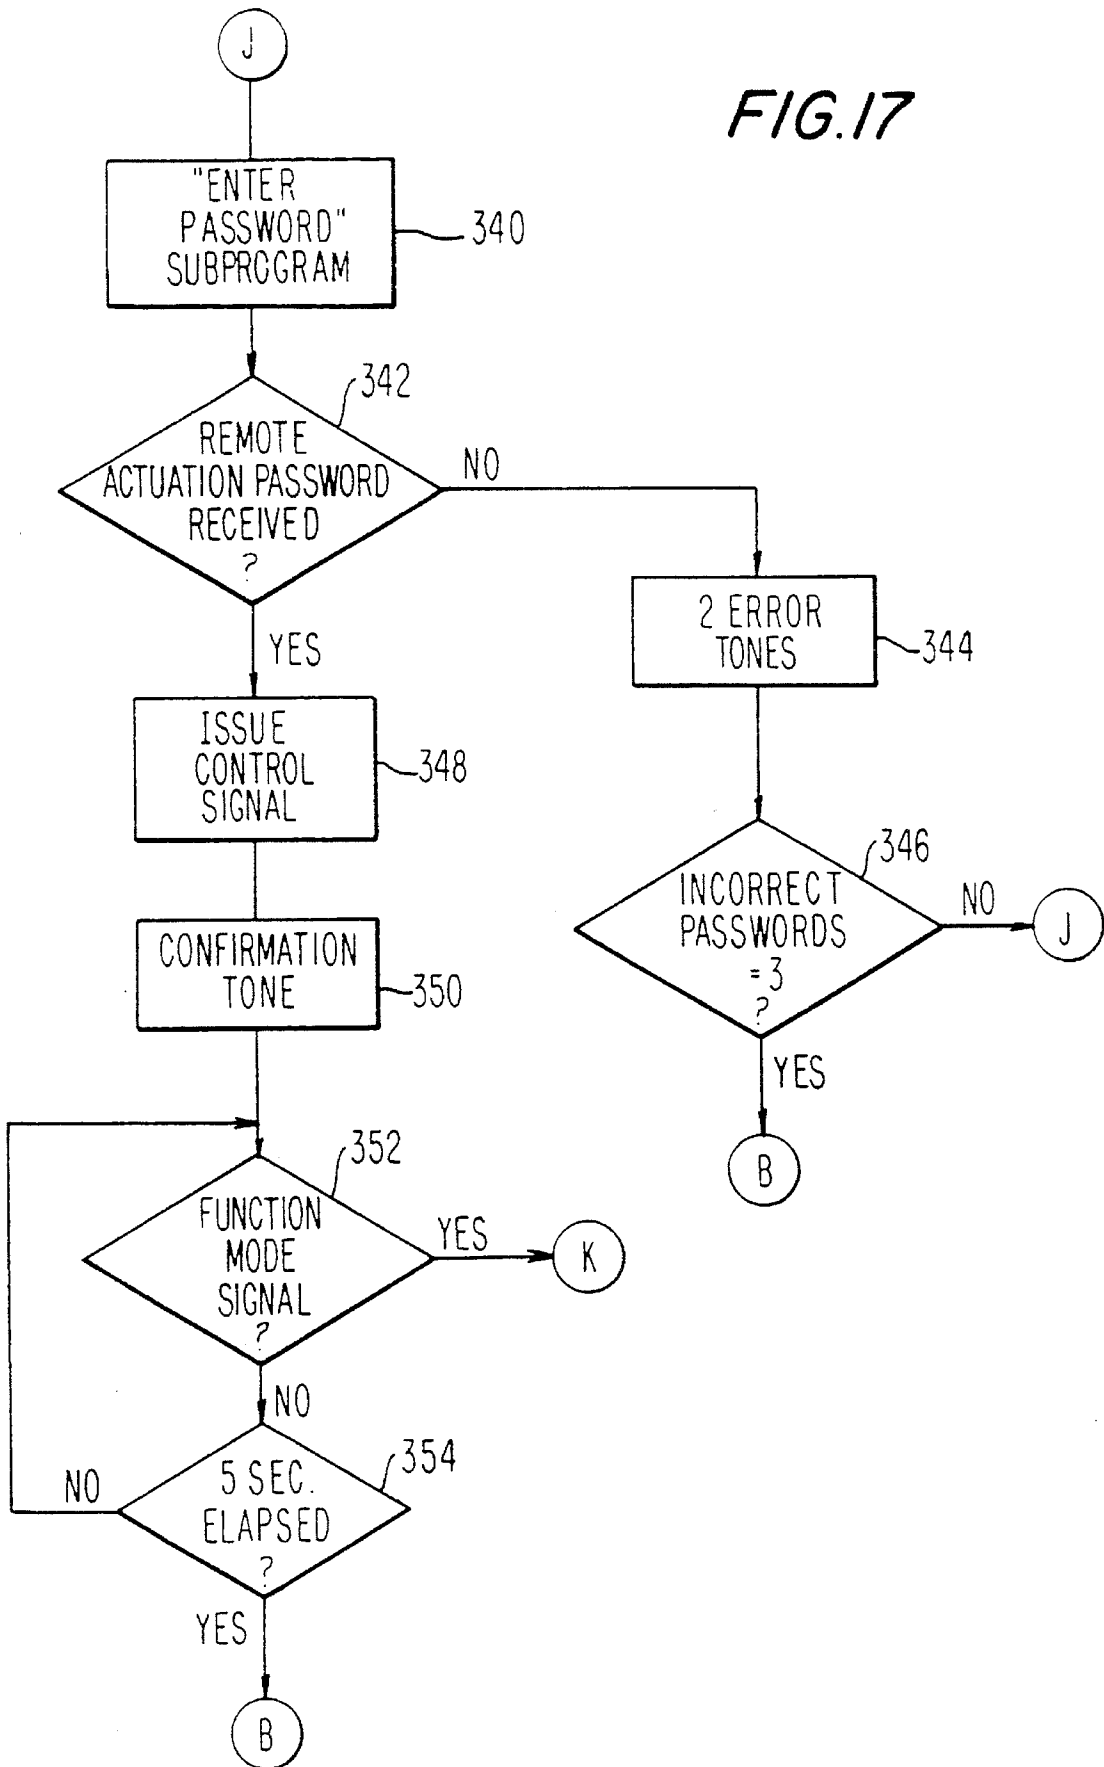 J
FIG.17
"ENTER
PASSWORD"
SUBPROGRAM
340
342
REMOTE
ACTUATION PASSWORD
RECEIVED
?
NO
YES
2 ERROR
TONES
344
ISSUE
CONTROL
SIGNAL
348
346
INCORRECT
PASSWORDS
=3
?
NO
J
YES
B
CONFIRMATION
TONE
350
352
FUNCTION
MODE
SIGNAL
?
YES
K
NO
354
5 SEC.
ELAPSED
?
NO
YES
B